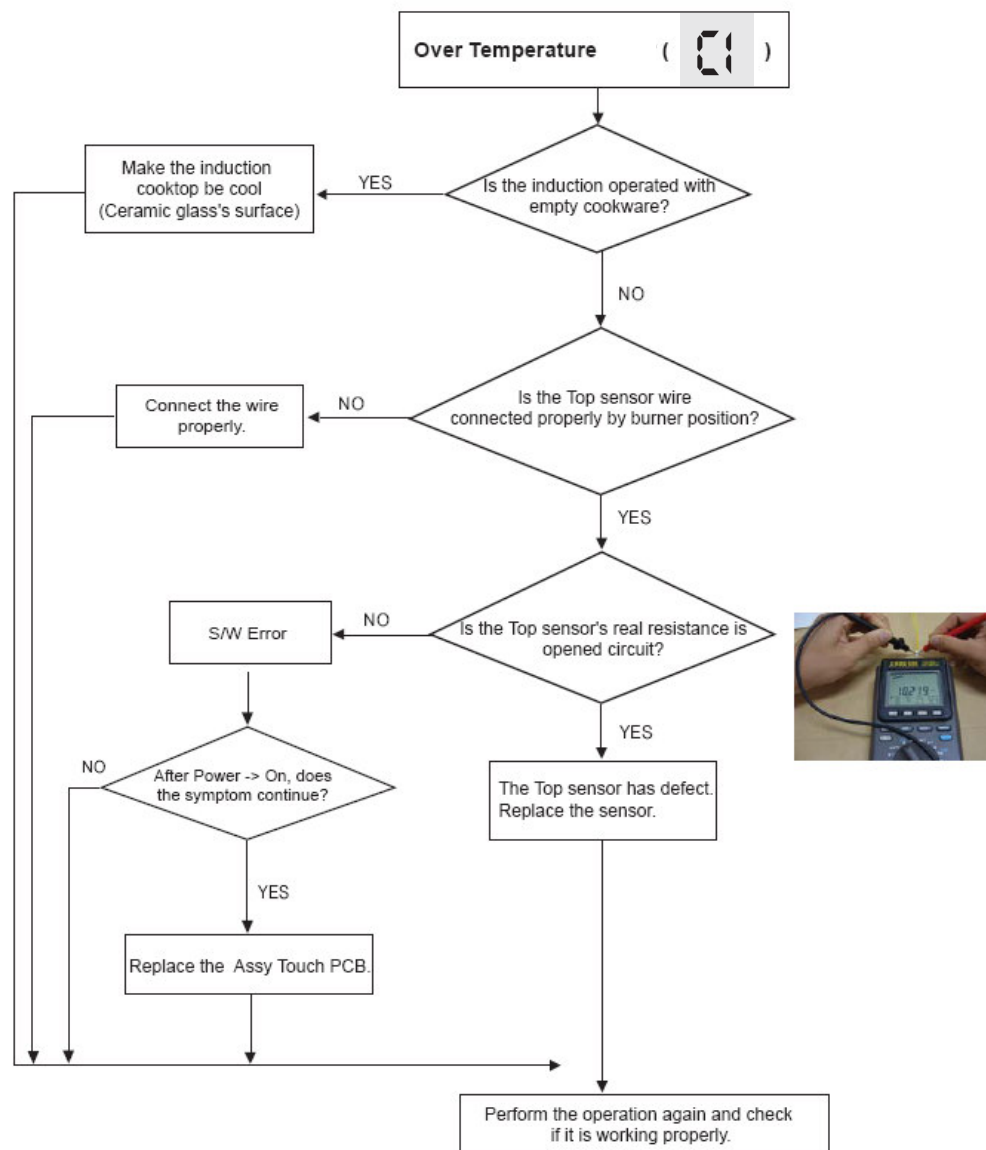 Over Temperature ( C1 )
Is the induction operated with
empty cookware?
YES
Make the induction
cooktop be cool
(Ceramic glass's surface)
NO
Is the Top sensor wire
connected properly by burner position?
NO
Connect the wire
properly.
YES
Is the Top sensor's real resistance is
opened circuit?
NO
S/W Error
YES
After Power -> On, does
the symptom continue?
NO
The Top sensor has defect.
Replace the sensor.
YES
Replace the Assy Touch PCB.
Perform the operation again and check
if it is working properly.
10.219